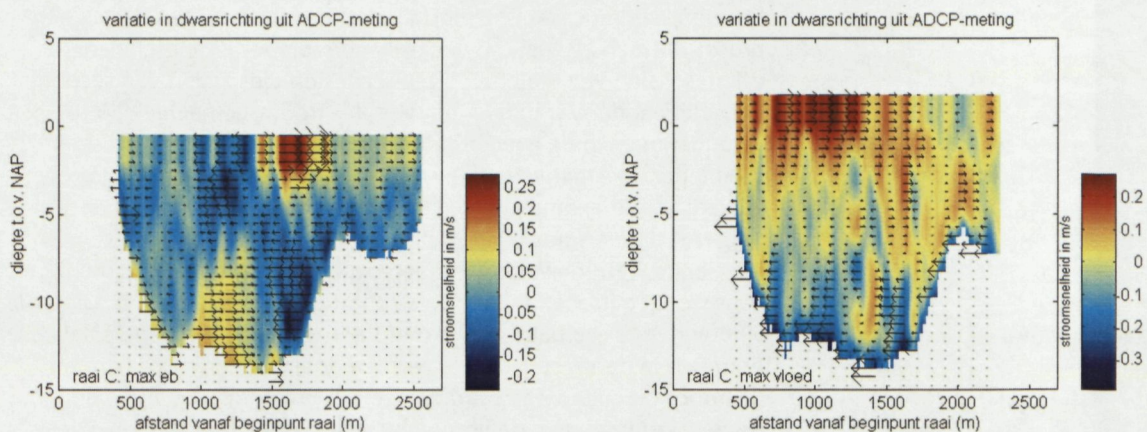 variatie in dwarsrichting uit ADCP-meting
5
0
-5
-10
-15
diepte t.o.v. NAP
raai C: max eb
0 500 1000 1500 2000 2500
afstand vanaf beginpunt raai (m)
0.25
0.2
0.15
0.1
0.05
0
-0.05
-0.1
-0.15
-0.2
stroomsnelheid in m/s
variatie in dwarsrichting uit ADCP-meting
5
0
-5
-10
-15
diepte t.o.v. NAP
raai C: max vloed
0 500 1000 1500 2000 2500
afstand vanaf beginpunt raai (m)
0.2
0.1
0
-0.1
-0.2
-0.3
stroomsnelheid in m/s